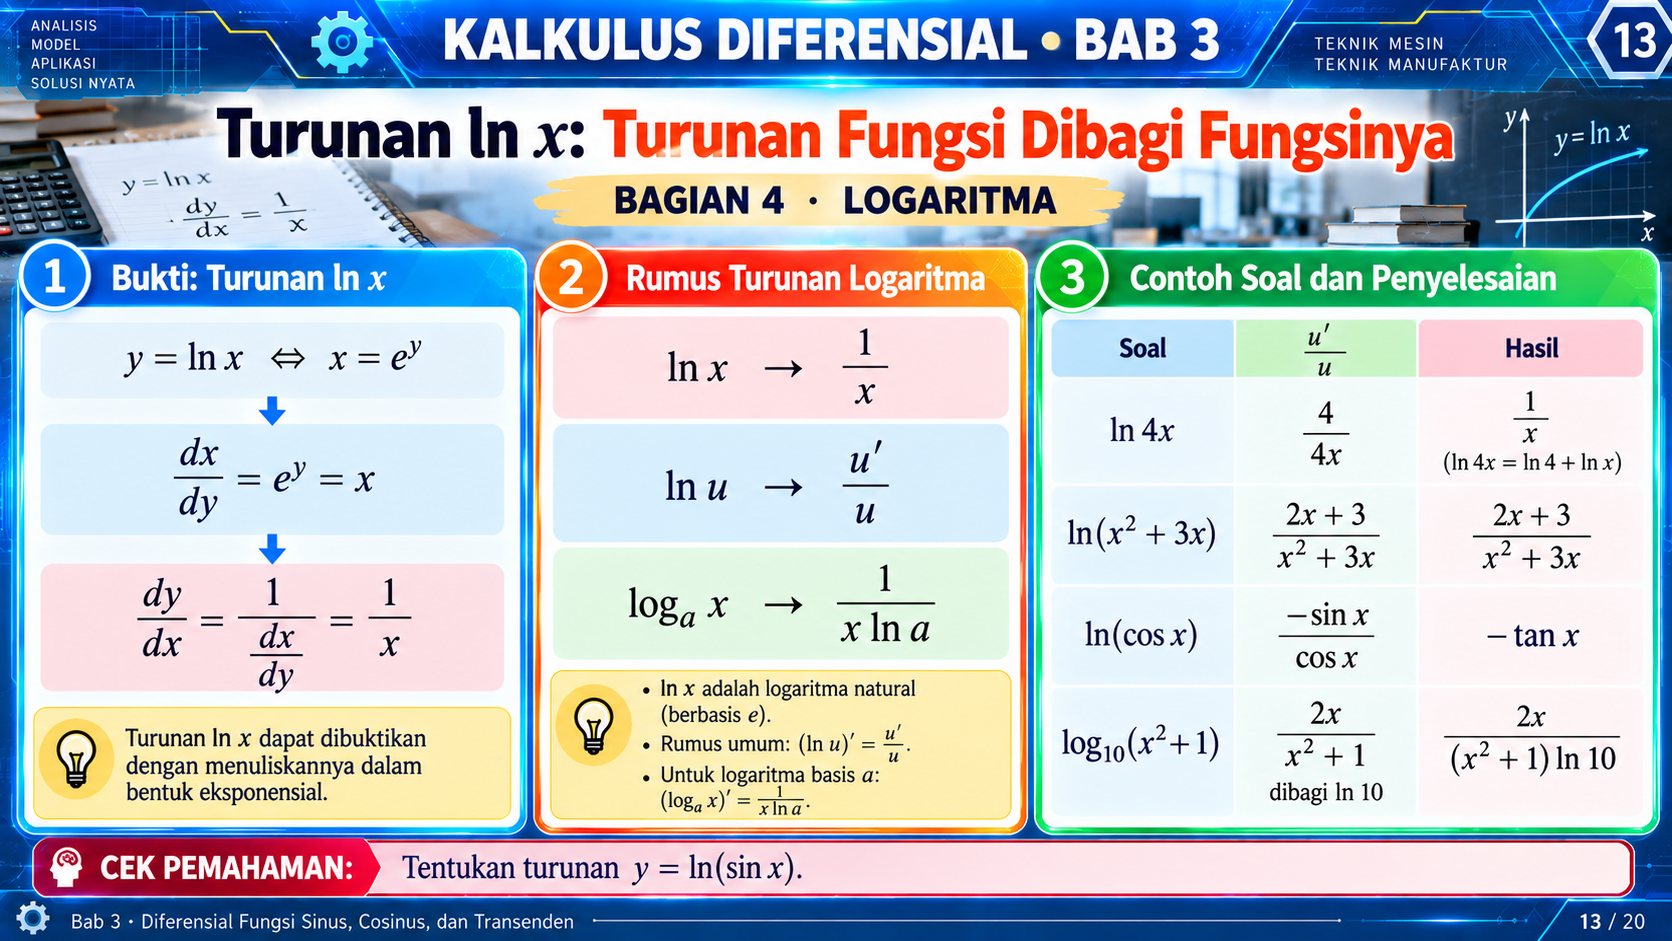 ANALISIS
MODEL
APLIKASI
SOLUSI NYATA
KALKULUS DIFERENSIAL • BAB 3
TEKNIK MESIN
TEKNIK MANUFAKTUR
13
Turunan ln x: Turunan Fungsi Dibagi Fungsinya
BAGIAN 4 · LOGARITMA
y = ln x
dy/dx = 1/x
y = ln x
y
x
1 Bukti: Turunan ln x
y = ln x ⇔ x = e^y
dx/dy = e^y = x
dy/dx = 1/(dx/dy) = 1/x
Turunan ln x dapat dibuktikan
dengan menuliskannya dalam
bentuk eksponensial.
2 Rumus Turunan Logaritma
ln x → 1/x
ln u → u'/u
log_a x → 1/(x ln a)
• ln x adalah logaritma natural
(berbasis e).
• Rumus umum: (ln u)' = u'/u.
• Untuk logaritma basis a:
(log_a x)' = 1/(x ln a).
3 Contoh Soal dan Penyelesaian
Soal u'/u Hasil
ln 4x 4/4x 1/x
(ln 4x = ln 4 + ln x)
ln(x² + 3x) (2x + 3)/(x² + 3x) (2x + 3)/(x² + 3x)
ln(cos x) −sin x/cos x −tan x
log₁₀(x²+1) 2x/(x² + 1) 2x/((x² + 1) ln 10)
dibagi ln 10
CEK PEMAHAMAN: Tentukan turunan y = ln(sin x).
Bab 3 · Diferensial Fungsi Sinus, Cosinus, dan Transenden
13 / 20